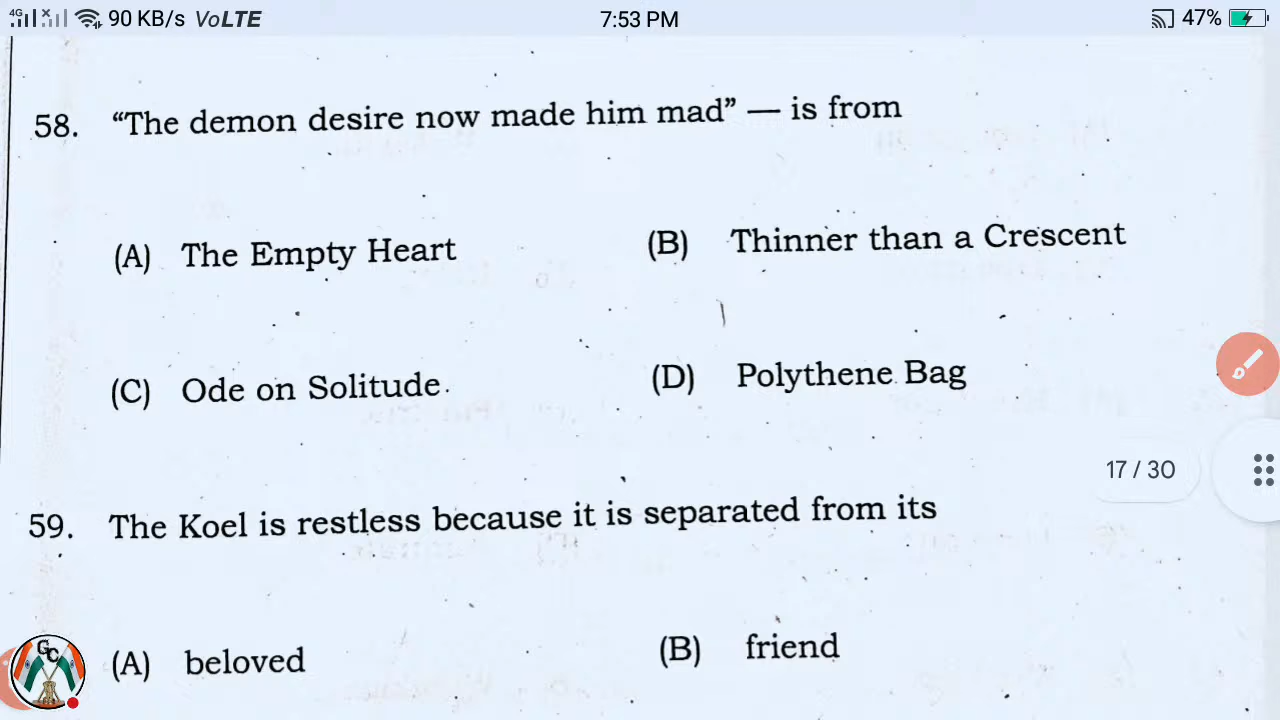 4G 90 KB/s VoLTE 7:53 PM 47%
58. “The demon desire now made him mad” — is from
(A) The Empty Heart (B) Thinner than a Crescent
(C) Ode on Solitude. (D) Polythene Bag
17 / 30
59. The Koel is restless because it is separated from its
(A) beloved (B) friend
GC